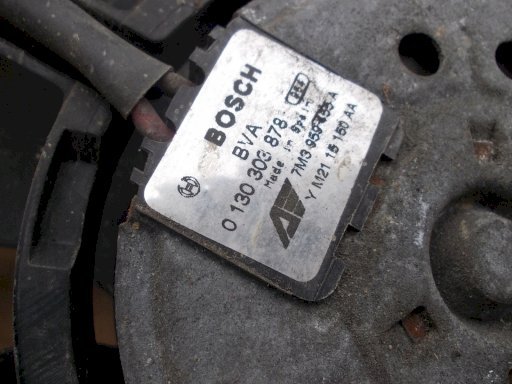 BOSCH
BVA
0 130 303 878
Made in Spain
7M3 959 455 A
Y M21 15 150 AA